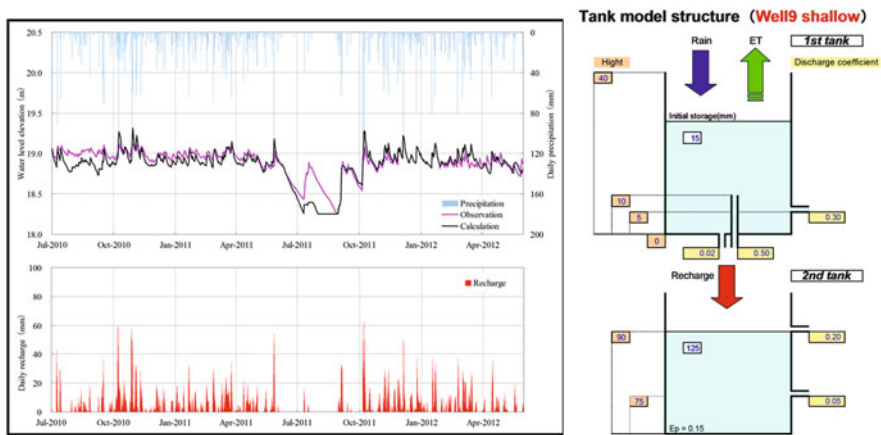 Tank model structure (Well9 shallow)
20.5
20.0
19.5
19.0
18.5
18.0
Water level elevation (m)
0
40
80
120
160
200
Daily precipitation (mm)
Precipitation
Observation
Calculation
Jul-2010 Oct-2010 Jan-2011 Apr-2011 Jul-2011 Oct-2011 Jan-2012 Apr-2012
100
80
60
40
20
0
Daily recharge (mm)
Recharge
Jul-2010 Oct-2010 Jan-2011 Apr-2011 Jul-2011 Oct-2011 Jan-2012 Apr-2012
Rain ET 1st tank
Hight Discharge coefficient
40
Initial storage(mm)
15
10
5 0.30
0
0.02 0.50
Recharge 2nd tank
90 0.20
125
75 0.05
Ep = 0.15